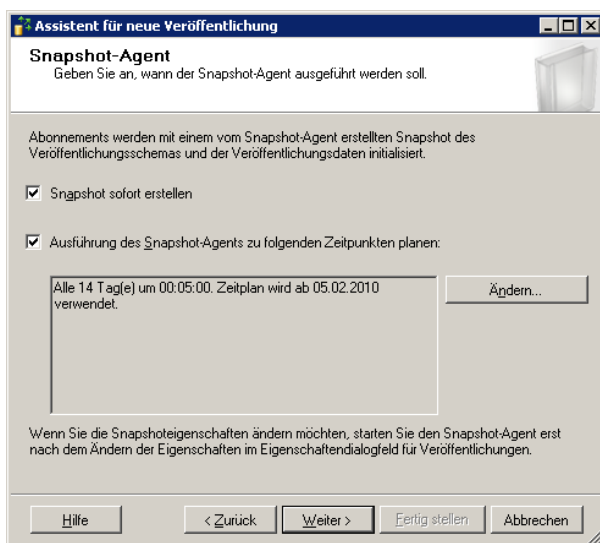 Assistent für neue Veröffentlichung
Snapshot-Agent
Geben Sie an, wann der Snapshot-Agent ausgeführt werden soll.
Abonnements werden mit einem vom Snapshot-Agent erstellten Snapshot des
Veröffentlichungsschemas und der Veröffentlichungsdaten initialisiert.
Snapshot sofort erstellen
Ausführung des Snapshot-Agents zu folgenden Zeitpunkten planen:
Alle 14 Tag(e) um 00:05:00. Zeitplan wird ab 05.02.2010
verwendet.
Ändern...
Wenn Sie die Snapshoteigenschaften ändern möchten, starten Sie den Snapshot-Agent erst
nach dem Ändern der Eigenschaften im Eigenschaftendialogfeld für Veröffentlichungen.
Hilfe
< Zurück
Weiter >
Fertig stellen
Abbrechen